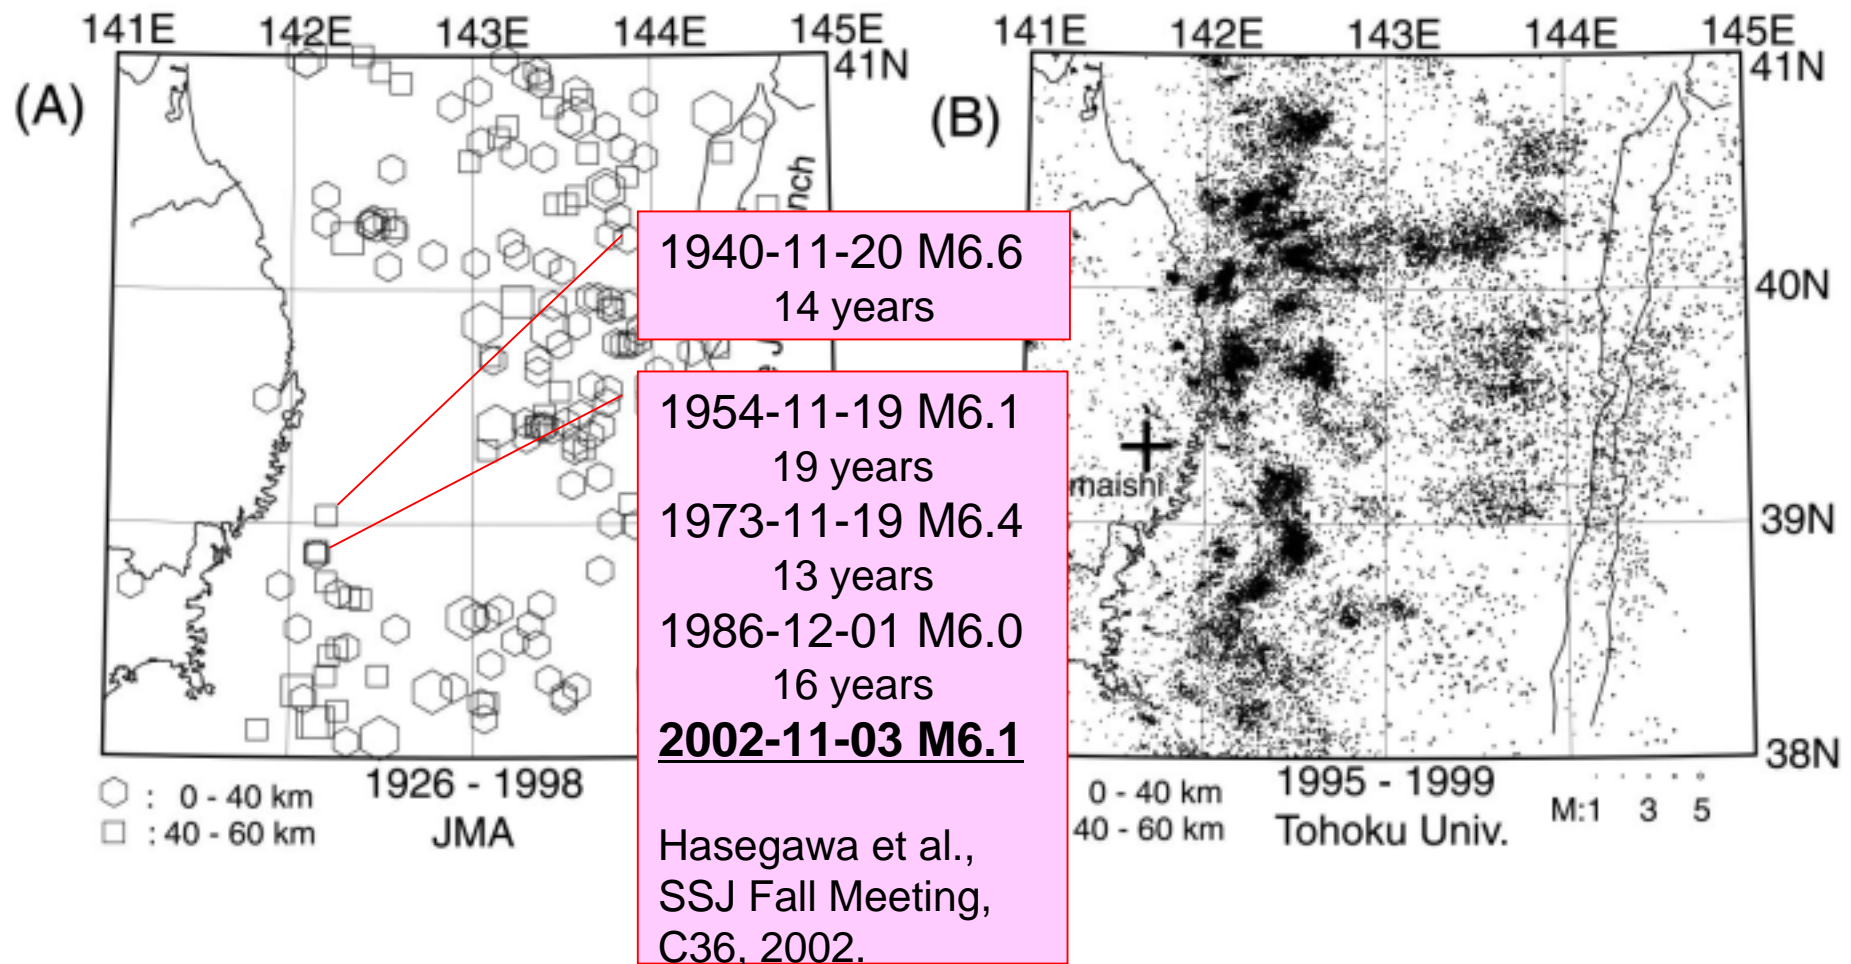 141E 142E 143E 144E 145E
41N
(A)
nch
1926 - 1998
JMA
: 0 - 40 km
: 40 - 60 km
1940-11-20 M6.6
14 years
1954-11-19 M6.1
19 years
1973-11-19 M6.4
13 years
1986-12-01 M6.0
16 years
2002-11-03 M6.1
Hasegawa et al.,
SSJ Fall Meeting,
C36, 2002.
141E 142E 143E 144E 145E
41N
(B)
40N
maishi
39N
38N
0 - 40 km
40 - 60 km
1995 - 1999
Tohoku Univ.
M:1 3 5